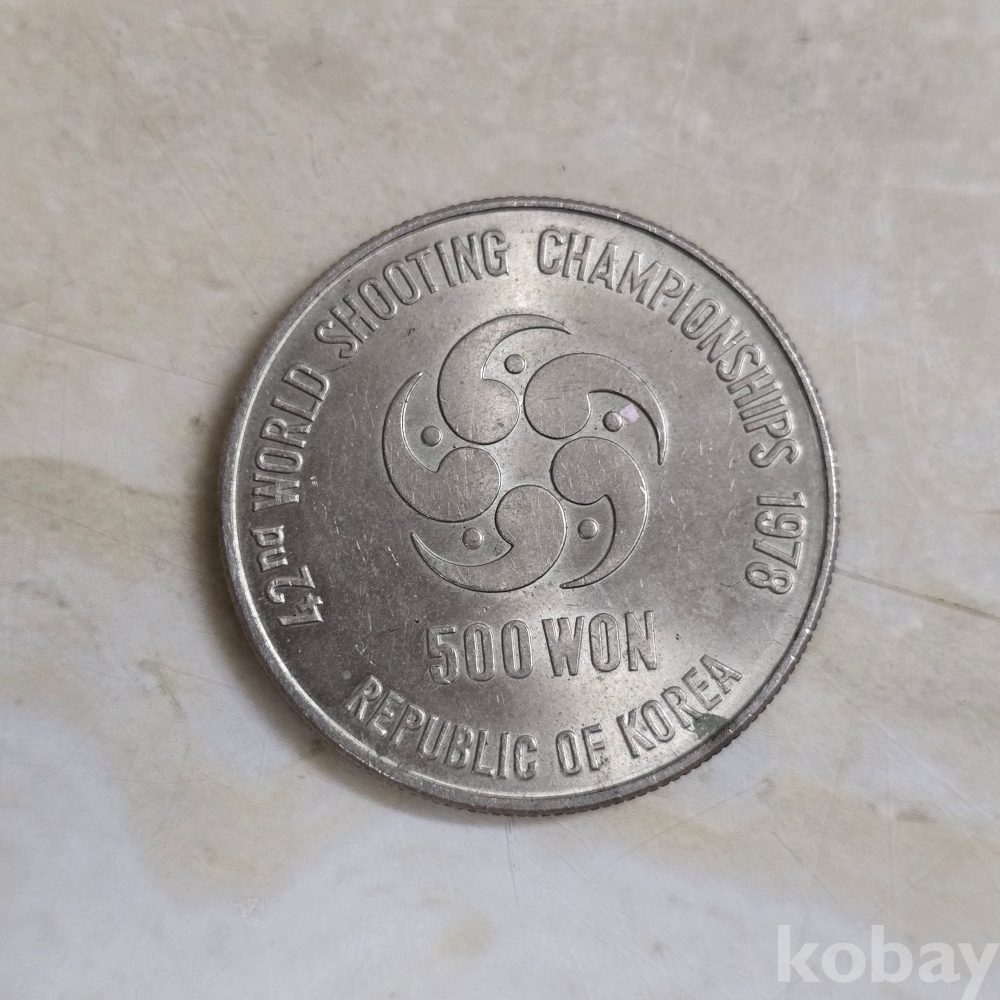 42nd WORLD SHOOTING CHAMPIONSHIPS 1978
500 WON
REPUBLIC OF KOREA
kobay